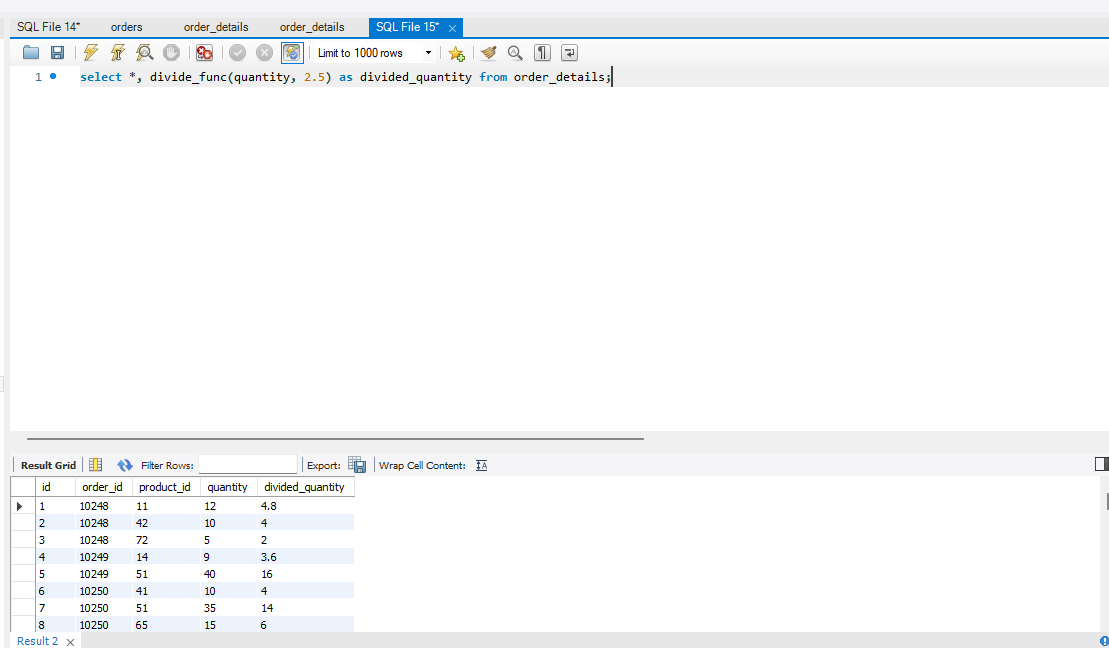 SQL File 14* orders order_details order_details SQL File 15*
Limit to 1000 rows
1 select *, divide_func(quantity, 2.5) as divided_quantity from order_details;
Result Grid Filter Rows: Export: Wrap Cell Content:
id order_id product_id quantity divided_quantity
1 10248 11 12 4.8
2 10248 42 10 4
3 10248 72 5 2
4 10249 14 9 3.6
5 10249 51 40 16
6 10250 41 10 4
7 10250 51 35 14
8 10250 65 15 6
Result 2